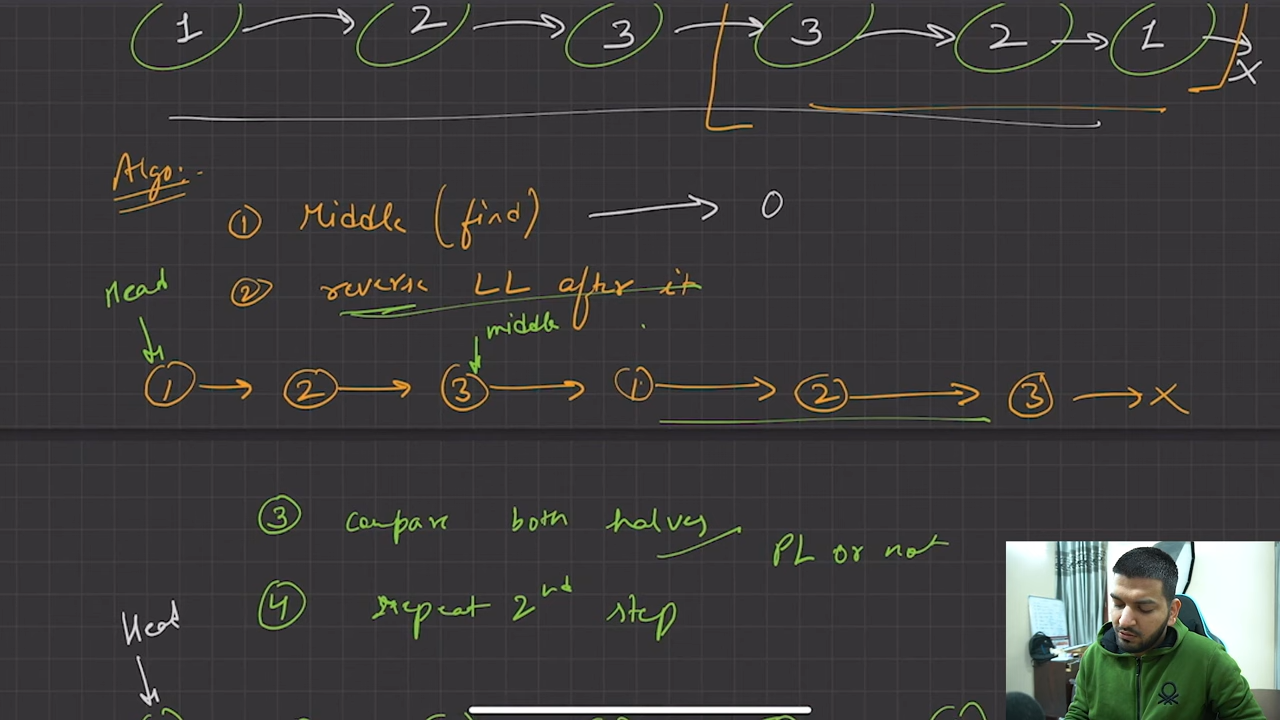 1 → 2 → 3 → 3 → 2 → 1 → X
Algo:-
① Middle (find) → O
② reverse LL after it
Head
middle
① → ② → ③ → ① → ② → ③ → X
③ compare both halves
PL or not
④ repeat 2nd step
Head